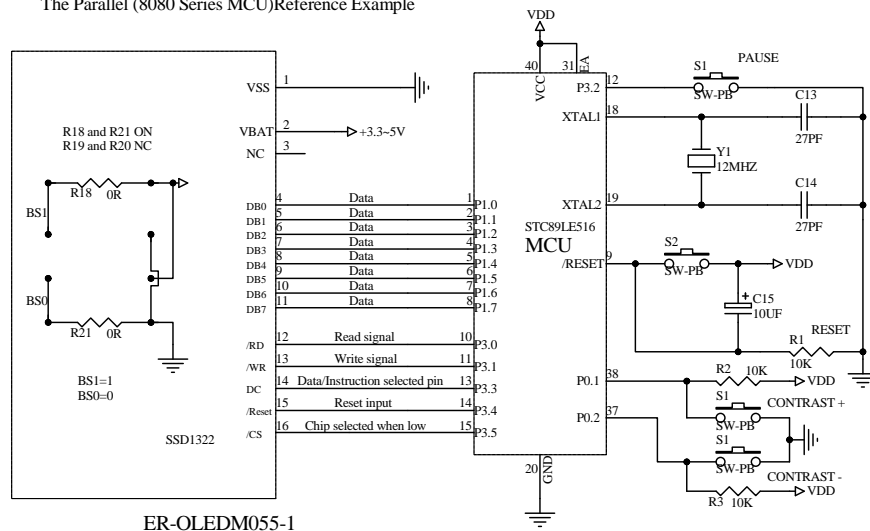 The Parallel (8080 Series MCU)Reference Example
VDD
40
31
VCC
EA
S1
PAUSE
12
P3.2
SW-PB
VSS
1
18
XTAL1
C13
27PF
R18 and R21 ON
R19 and R20 NC
VBAT
2
+3.3~5V
NC
3
Y1
12MHZ
R18
0R
BS1
DB0
4
Data
1
P1.0
DB1
5
Data
2
P1.1
DB2
6
Data
3
P1.2
DB3
7
Data
4
P1.3
DB4
8
Data
5
P1.4
DB5
9
Data
6
P1.5
DB6
10
Data
7
P1.6
DB7
11
Data
8
P1.7
XTAL2
19
C14
27PF
STC89LE516
MCU
/RESET
9
S2
SW-PB
VDD
C15
10UF
+
BS0
R21
0R
/RD
12
Read signal
10
P3.0
/WR
13
Write signal
11
P3.1
DC
14
Data/Instruction selected pin
13
P3.3
/Reset
15
Reset input
14
P3.4
/CS
16
Chip selected when low
15
P3.5
R1
10K
RESET
BS1=1
BS0=0
SSD1322
P0.1
38
R2
10K
VDD
S1
CONTRAST +
SW-PB
P0.2
37
S1
SW-PB
CONTRAST -
R3
10K
VDD
20
GND
ER-OLEDM055-1